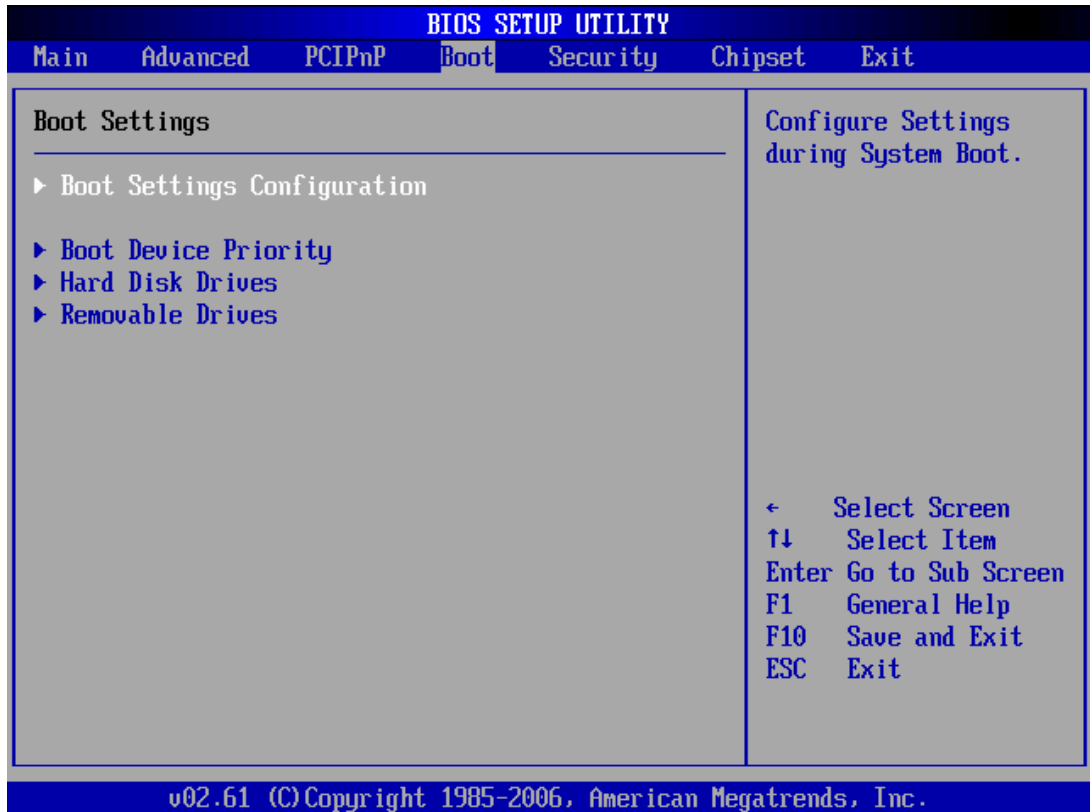 BIOS SETUP UTILITY
Main Advanced PCIPnP Boot Security Chipset Exit
Boot Settings
▶ Boot Settings Configuration
▶ Boot Device Priority
▶ Hard Disk Drives
▶ Removable Drives
Configure Settings
during System Boot.
← Select Screen
↑↓ Select Item
Enter Go to Sub Screen
F1 General Help
F10 Save and Exit
ESC Exit
v02.61 (C)Copyright 1985-2006, American Megatrends, Inc.